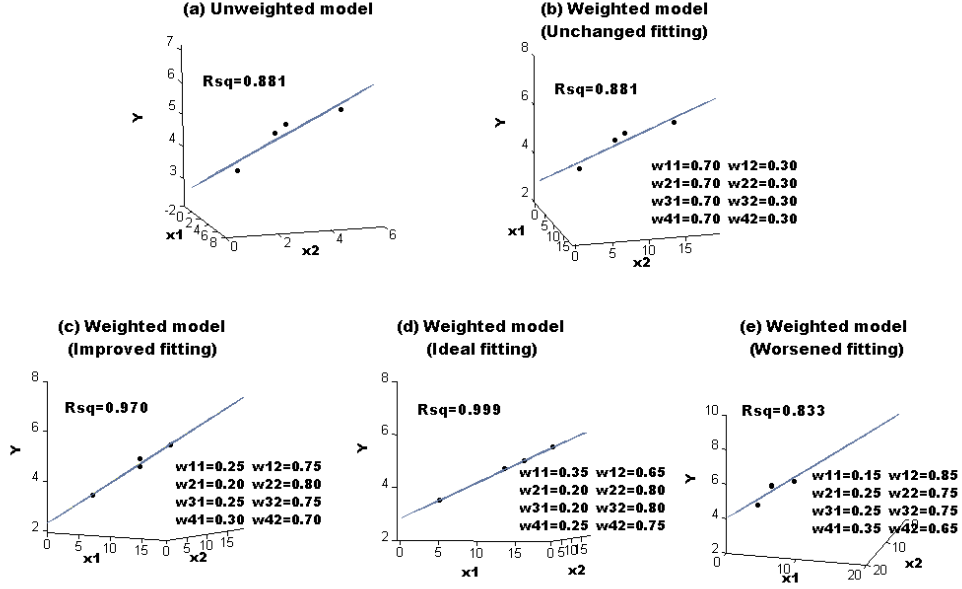 (a) Unweighted model
7
6
5
4
3
Y
Rsq=0.881
-2
0
2
4
6
8
x1
0
2
4
6
x2
(b) Weighted model
(Unchanged fitting)
8
6
4
2
Y
Rsq=0.881
w11=0.70 w12=0.30
w21=0.70 w22=0.30
w31=0.70 w32=0.30
w41=0.70 w42=0.30
0
5
10
15
x1
0
5
10
15
x2
(c) Weighted model
(Improved fitting)
8
6
4
2
Y
Rsq=0.970
w11=0.25 w12=0.75
w21=0.20 w22=0.80
w31=0.25 w32=0.75
w41=0.30 w42=0.70
0
5
10
15
x1
0
5
10
15
x2
(d) Weighted model
(Ideal fitting)
8
6
4
2
Y
Rsq=0.999
w11=0.35 w12=0.65
w21=0.20 w22=0.80
w31=0.20 w32=0.80
w41=0.25 w42=0.75
0
5
10
15
x1
0
5
10
15
x2
(e) Weighted model
(Worsened fitting)
10
8
6
4
2
Y
Rsq=0.833
w11=0.15 w12=0.85
w21=0.25 w22=0.75
w31=0.25 w32=0.75
w41=0.35 w42=0.65
0
10
20
x1
10
20
x2